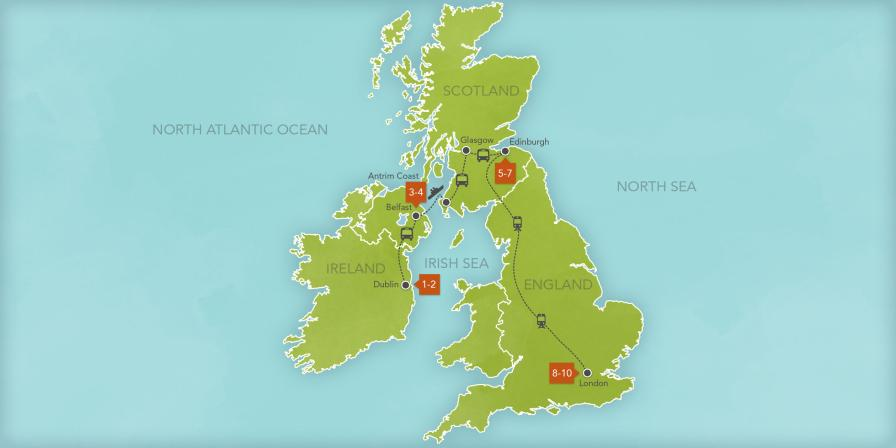 SCOTLAND
NORTH ATLANTIC OCEAN
Glasgow
Edinburgh
5-7
Antrim Coast
3-4
NORTH SEA
Belfast
IRELAND
IRISH SEA
Dublin
1-2
ENGLAND
8-10
London